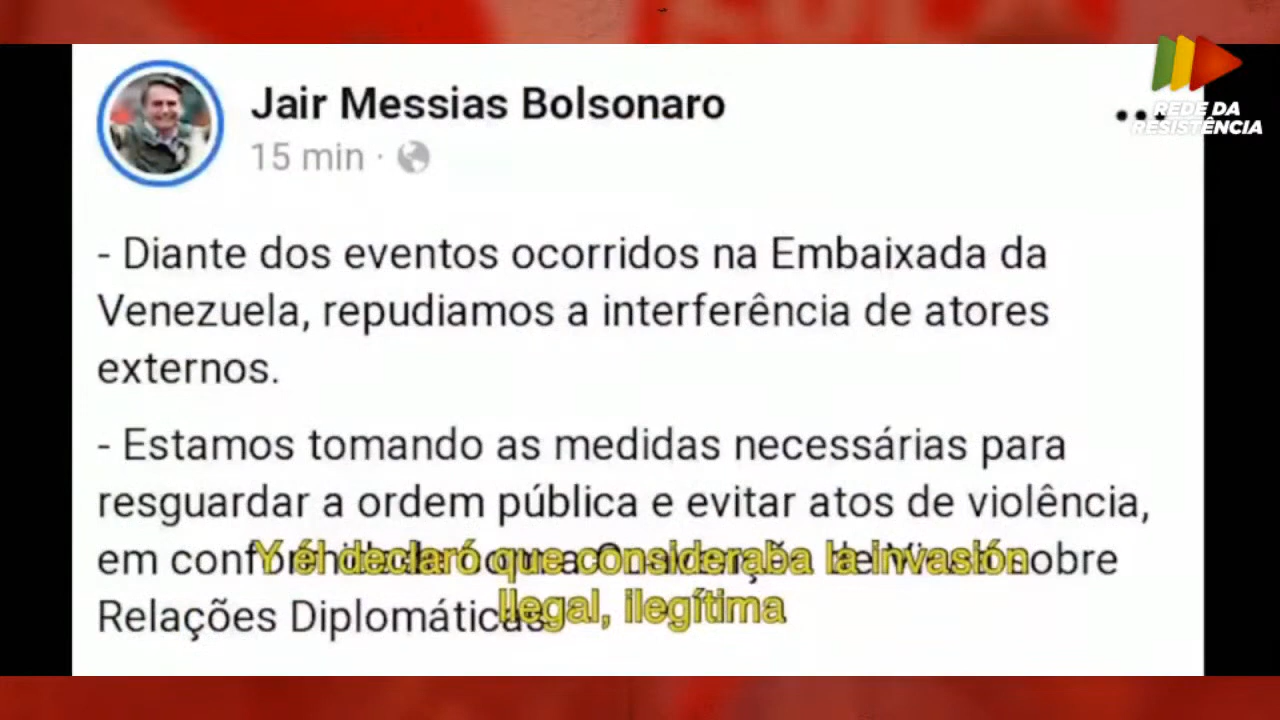 Jair Messias Bolsonaro
15 min ·
REDE DA
RESISTÊNCIA
- Diante dos eventos ocorridos na Embaixada da
Venezuela, repudiamos a interferência de atores
externos.
- Estamos tomando as medidas necessárias para
resguardar a ordem pública e evitar atos de violência,
em sobre
Relações Diplomáticas
Y él declaró que consideraba la invasión
Ilegal, ilegítima